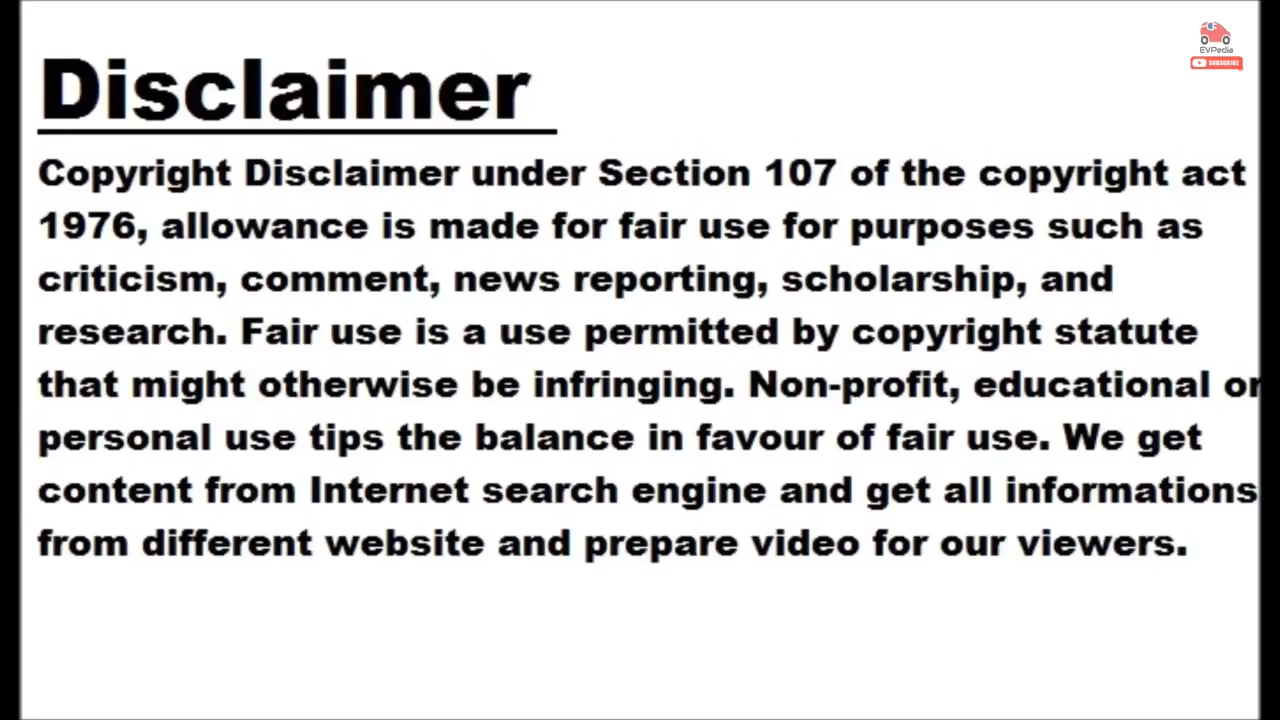 EVPedia
SUBSCRIBE
Disclaimer
Copyright Disclaimer under Section 107 of the copyright act
1976, allowance is made for fair use for purposes such as
criticism, comment, news reporting, scholarship, and
research. Fair use is a use permitted by copyright statute
that might otherwise be infringing. Non-profit, educational or
personal use tips the balance in favour of fair use. We get
content from Internet search engine and get all informations
from different website and prepare video for our viewers.